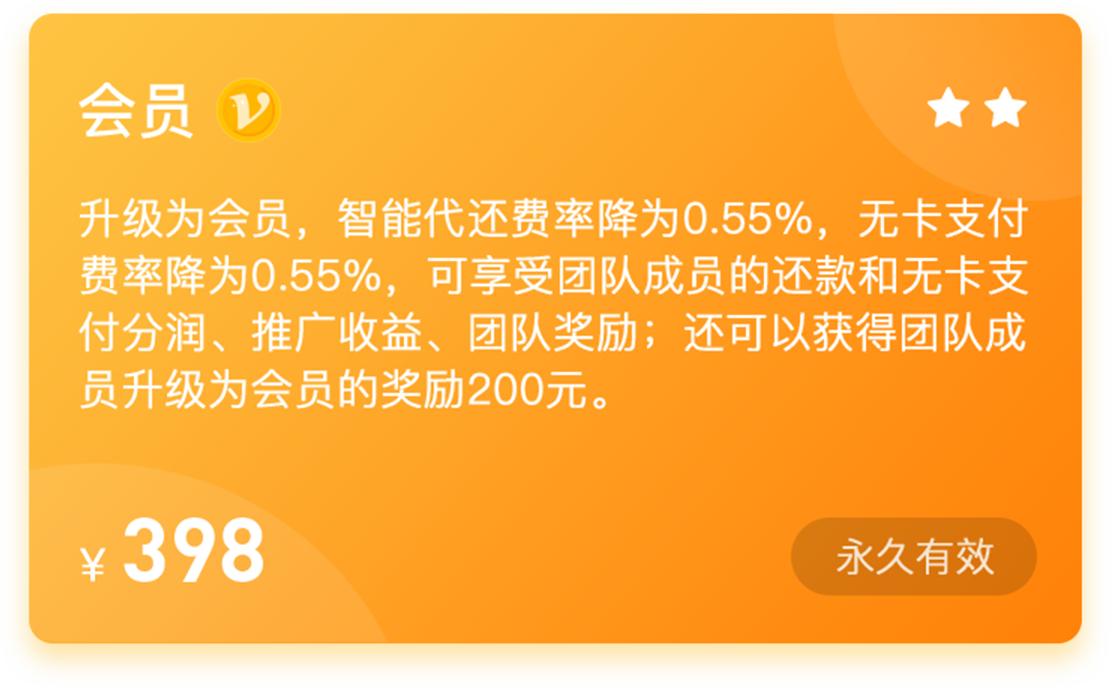 会员 V
升级为会员，智能代还费率降为0.55%，无卡支付
费率降为0.55%，可享受团队成员的还款和无卡支
付分润、推广收益、团队奖励；还可以获得团队成
员升级为会员的奖励200元。
¥ 398
永久有效